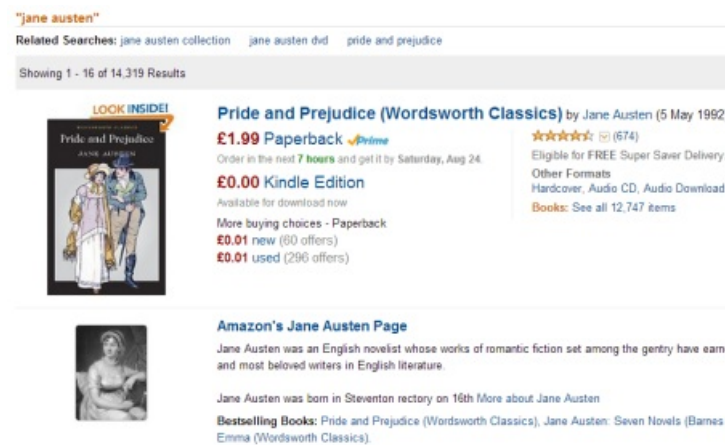 "jane austen"
Related Searches: jane austen collection jane austen dvd pride and prejudice
Showing 1 - 16 of 14,319 Results
LOOK INSIDE!
Pride and Prejudice
JANE AUSTEN
Pride and Prejudice (Wordsworth Classics) by Jane Austen (5 May 1992
£1.99 Paperback Prime
Order in the next 7 hours and get it by Saturday, Aug 24.
£0.00 Kindle Edition
Available for download now
More buying choices - Paperback
£0.01 new (60 offers)
£0.01 used (296 offers)
(674)
Eligible for FREE Super Saver Delivery
Other Formats
Hardcover, Audio CD, Audio Download
Books: See all 12,747 items
Amazon's Jane Austen Page
Jane Austen was an English novelist whose works of romantic fiction set among the gentry have earn
and most beloved writers in English literature.
Jane Austen was born in Steventon rectory on 16th More about Jane Austen
Bestselling Books: Pride and Prejudice (Wordsworth Classics), Jane Austen: Seven Novels (Barnes
Emma (Wordsworth Classics).